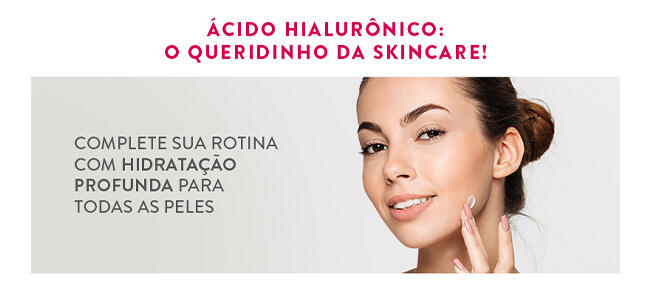 ÁCIDO HIALURÔNICO:
O QUERIDINHO DA SKINCARE!
COMPLETE SUA ROTINA
COM HIDRATAÇÃO
PROFUNDA PARA
TODAS AS PELES